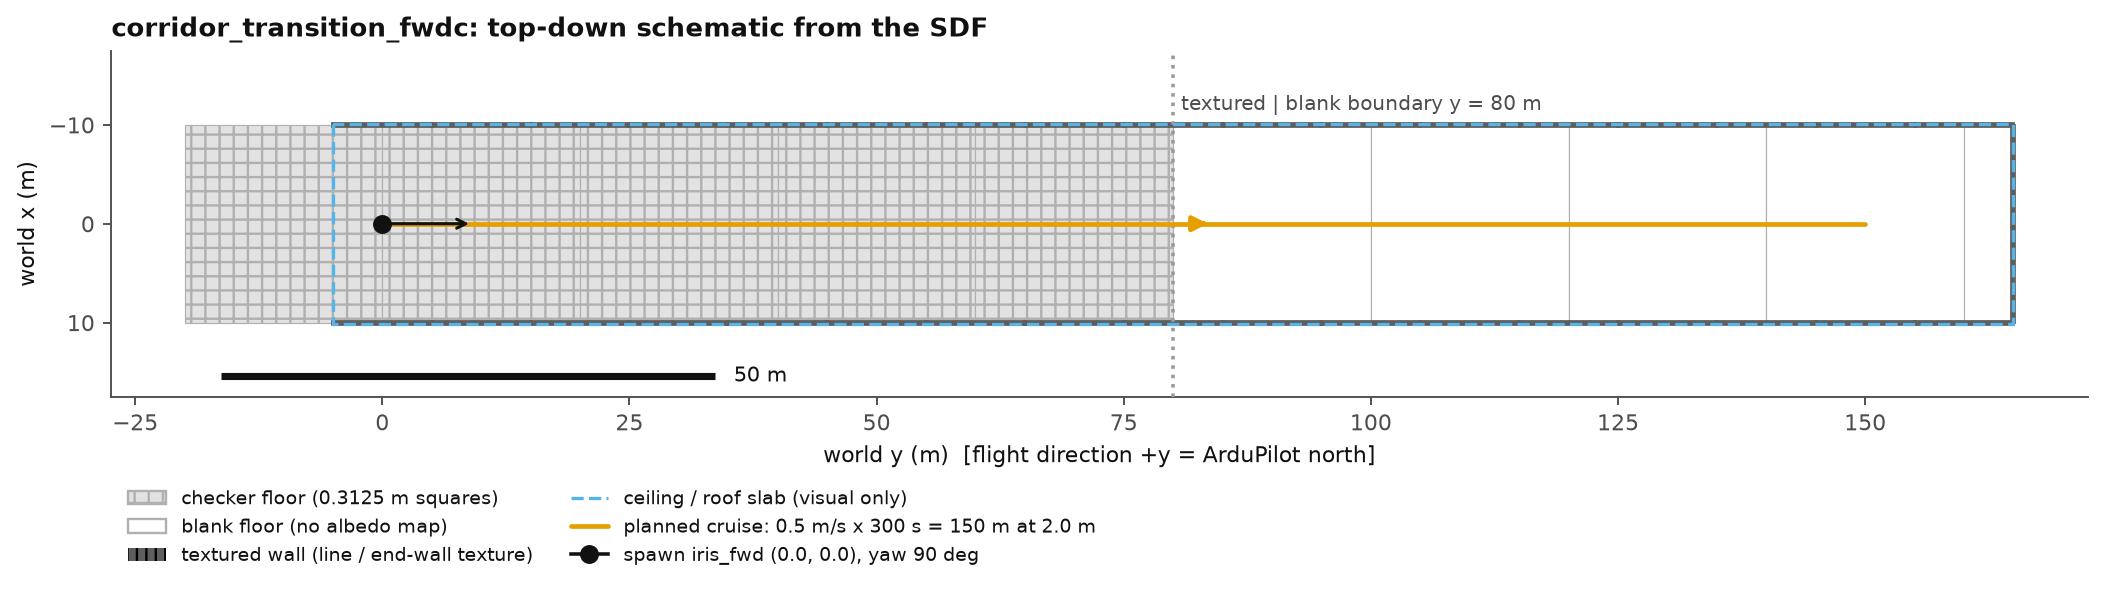 corridor_transition_fwdc: top-down schematic from the SDF
textured | blank boundary y = 80 m
−10
0
10
world x (m)
50 m
−25
0
25
50
75
100
125
150
world y (m)  [flight direction +y = ArduPilot north]
checker floor (0.3125 m squares)
blank floor (no albedo map)
textured wall (line / end-wall texture)
ceiling / roof slab (visual only)
planned cruise: 0.5 m/s x 300 s = 150 m at 2.0 m
spawn iris_fwd (0.0, 0.0), yaw 90 deg